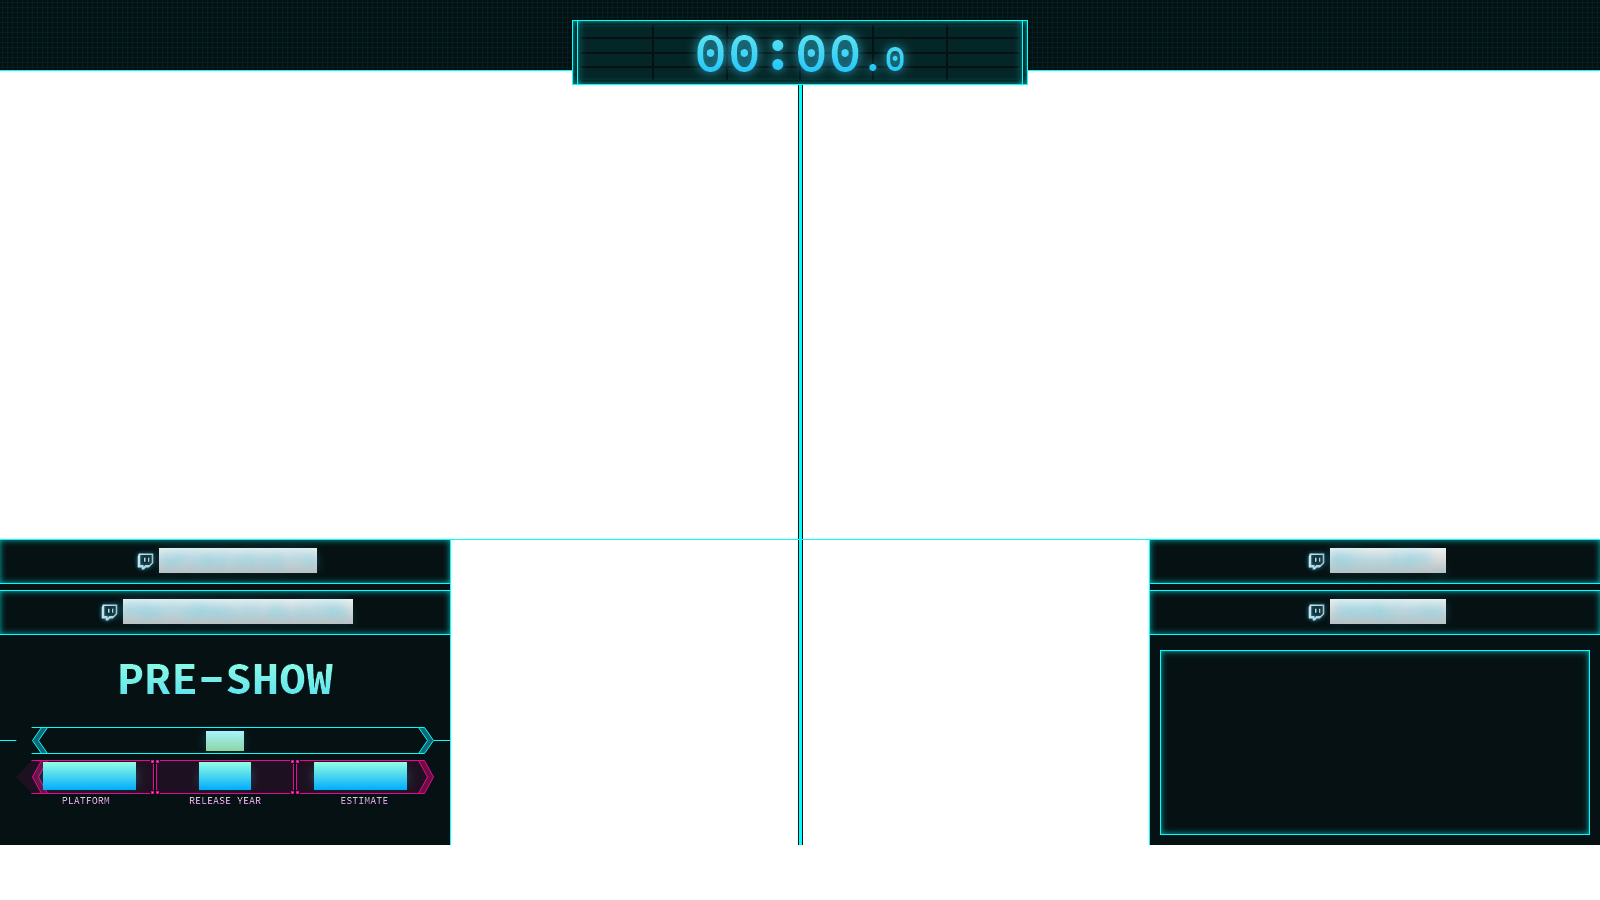 00:00.0
PRE-SHOW
PLATFORM
RELEASE YEAR
ESTIMATE